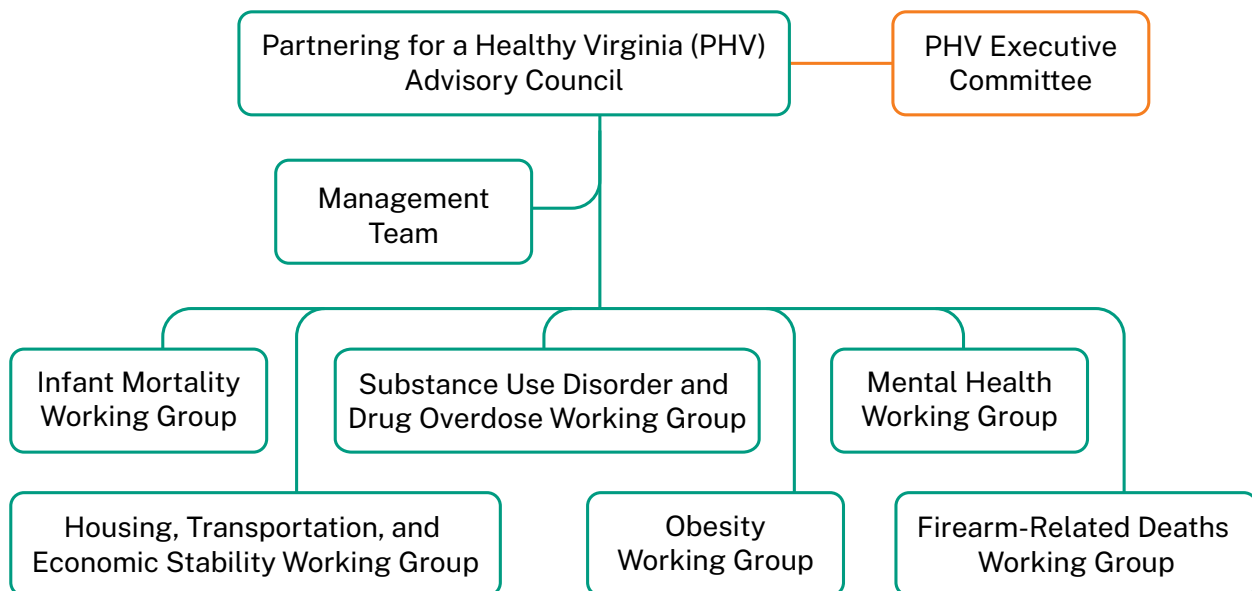 Partnering for a Healthy Virginia (PHV)
Advisory Council
PHV Executive
Committee
Management
Team
Infant Mortality
Working Group
Substance Use Disorder and
Drug Overdose Working Group
Mental Health
Working Group
Housing, Transportation, and
Economic Stability Working Group
Obesity
Working Group
Firearm-Related Deaths
Working Group